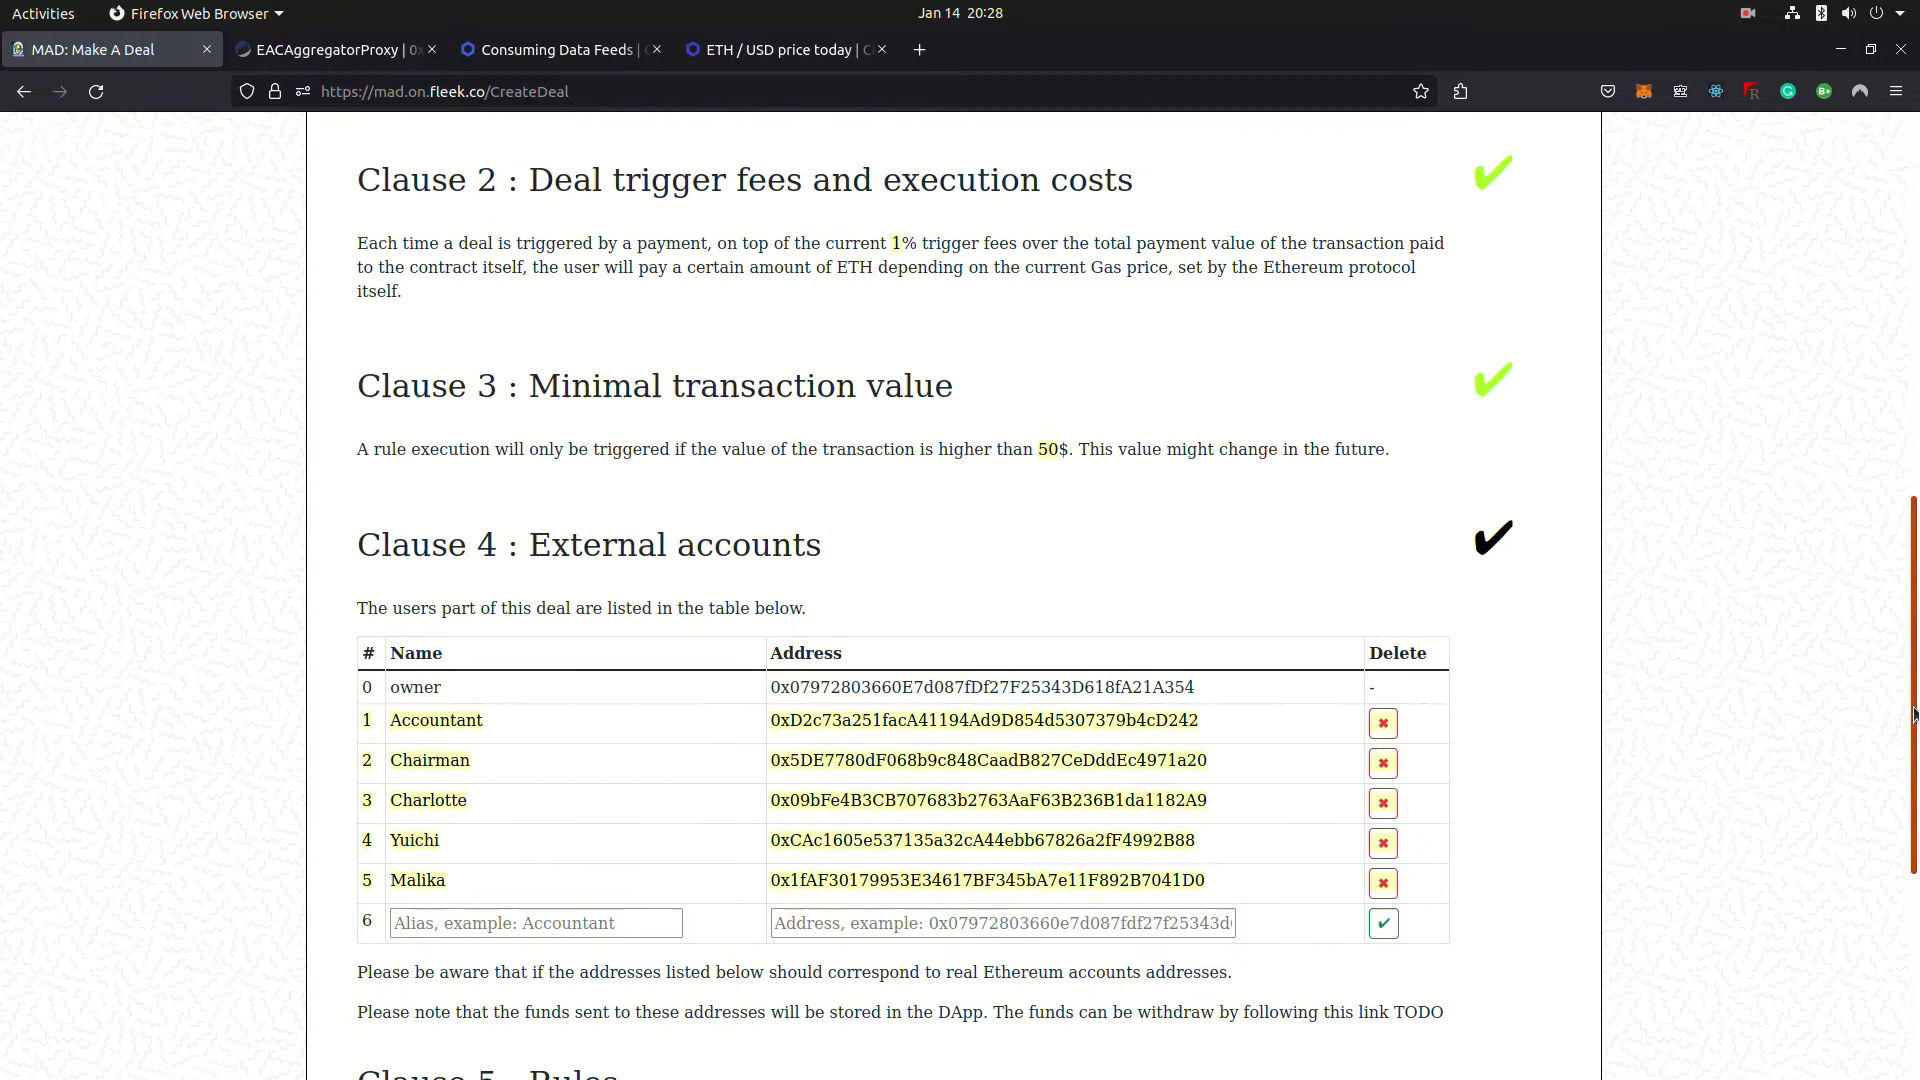 Activities Firefox Web Browser Jan 14 20:28
MAD: Make A Deal EACAggregatorProxy | 0x Consuming Data Feeds | ETH / USD price today |
https://mad.on.fleek.co/CreateDeal
Clause 2 : Deal trigger fees and execution costs
Each time a deal is triggered by a payment, on top of the current 1% trigger fees over the total payment value of the transaction paid
to the contract itself, the user will pay a certain amount of ETH depending on the current Gas price, set by the Ethereum protocol
itself.
Clause 3 : Minimal transaction value
A rule execution will only be triggered if the value of the transaction is higher than 50$. This value might change in the future.
Clause 4 : External accounts
The users part of this deal are listed in the table below.
# Name Address Delete
0 owner 0x07972803660E7d087fDf27F25343D618fA21A354 -
1 Accountant 0xD2c73a251facA41194Ad9D854d5307379b4cD242
2 Chairman 0x5DE7780dF068b9c848CaadB827CeDddEc4971a20
3 Charlotte 0x09bFe4B3CB707683b2763AaF63B236B1da1182A9
4 Yuichi 0xCAc1605e537135a32cA44ebb67826a2fF4992B88
5 Malika 0x1fAF30179953E34617BF345bA7e11F892B7041D0
6 Alias, example: Accountant Address, example: 0x07972803660e7d087fdf27f25343d
Please be aware that if the addresses listed below should correspond to real Ethereum accounts addresses.
Please note that the funds sent to these addresses will be stored in the DApp. The funds can be withdraw by following this link TODO
Clause 5 : Rules